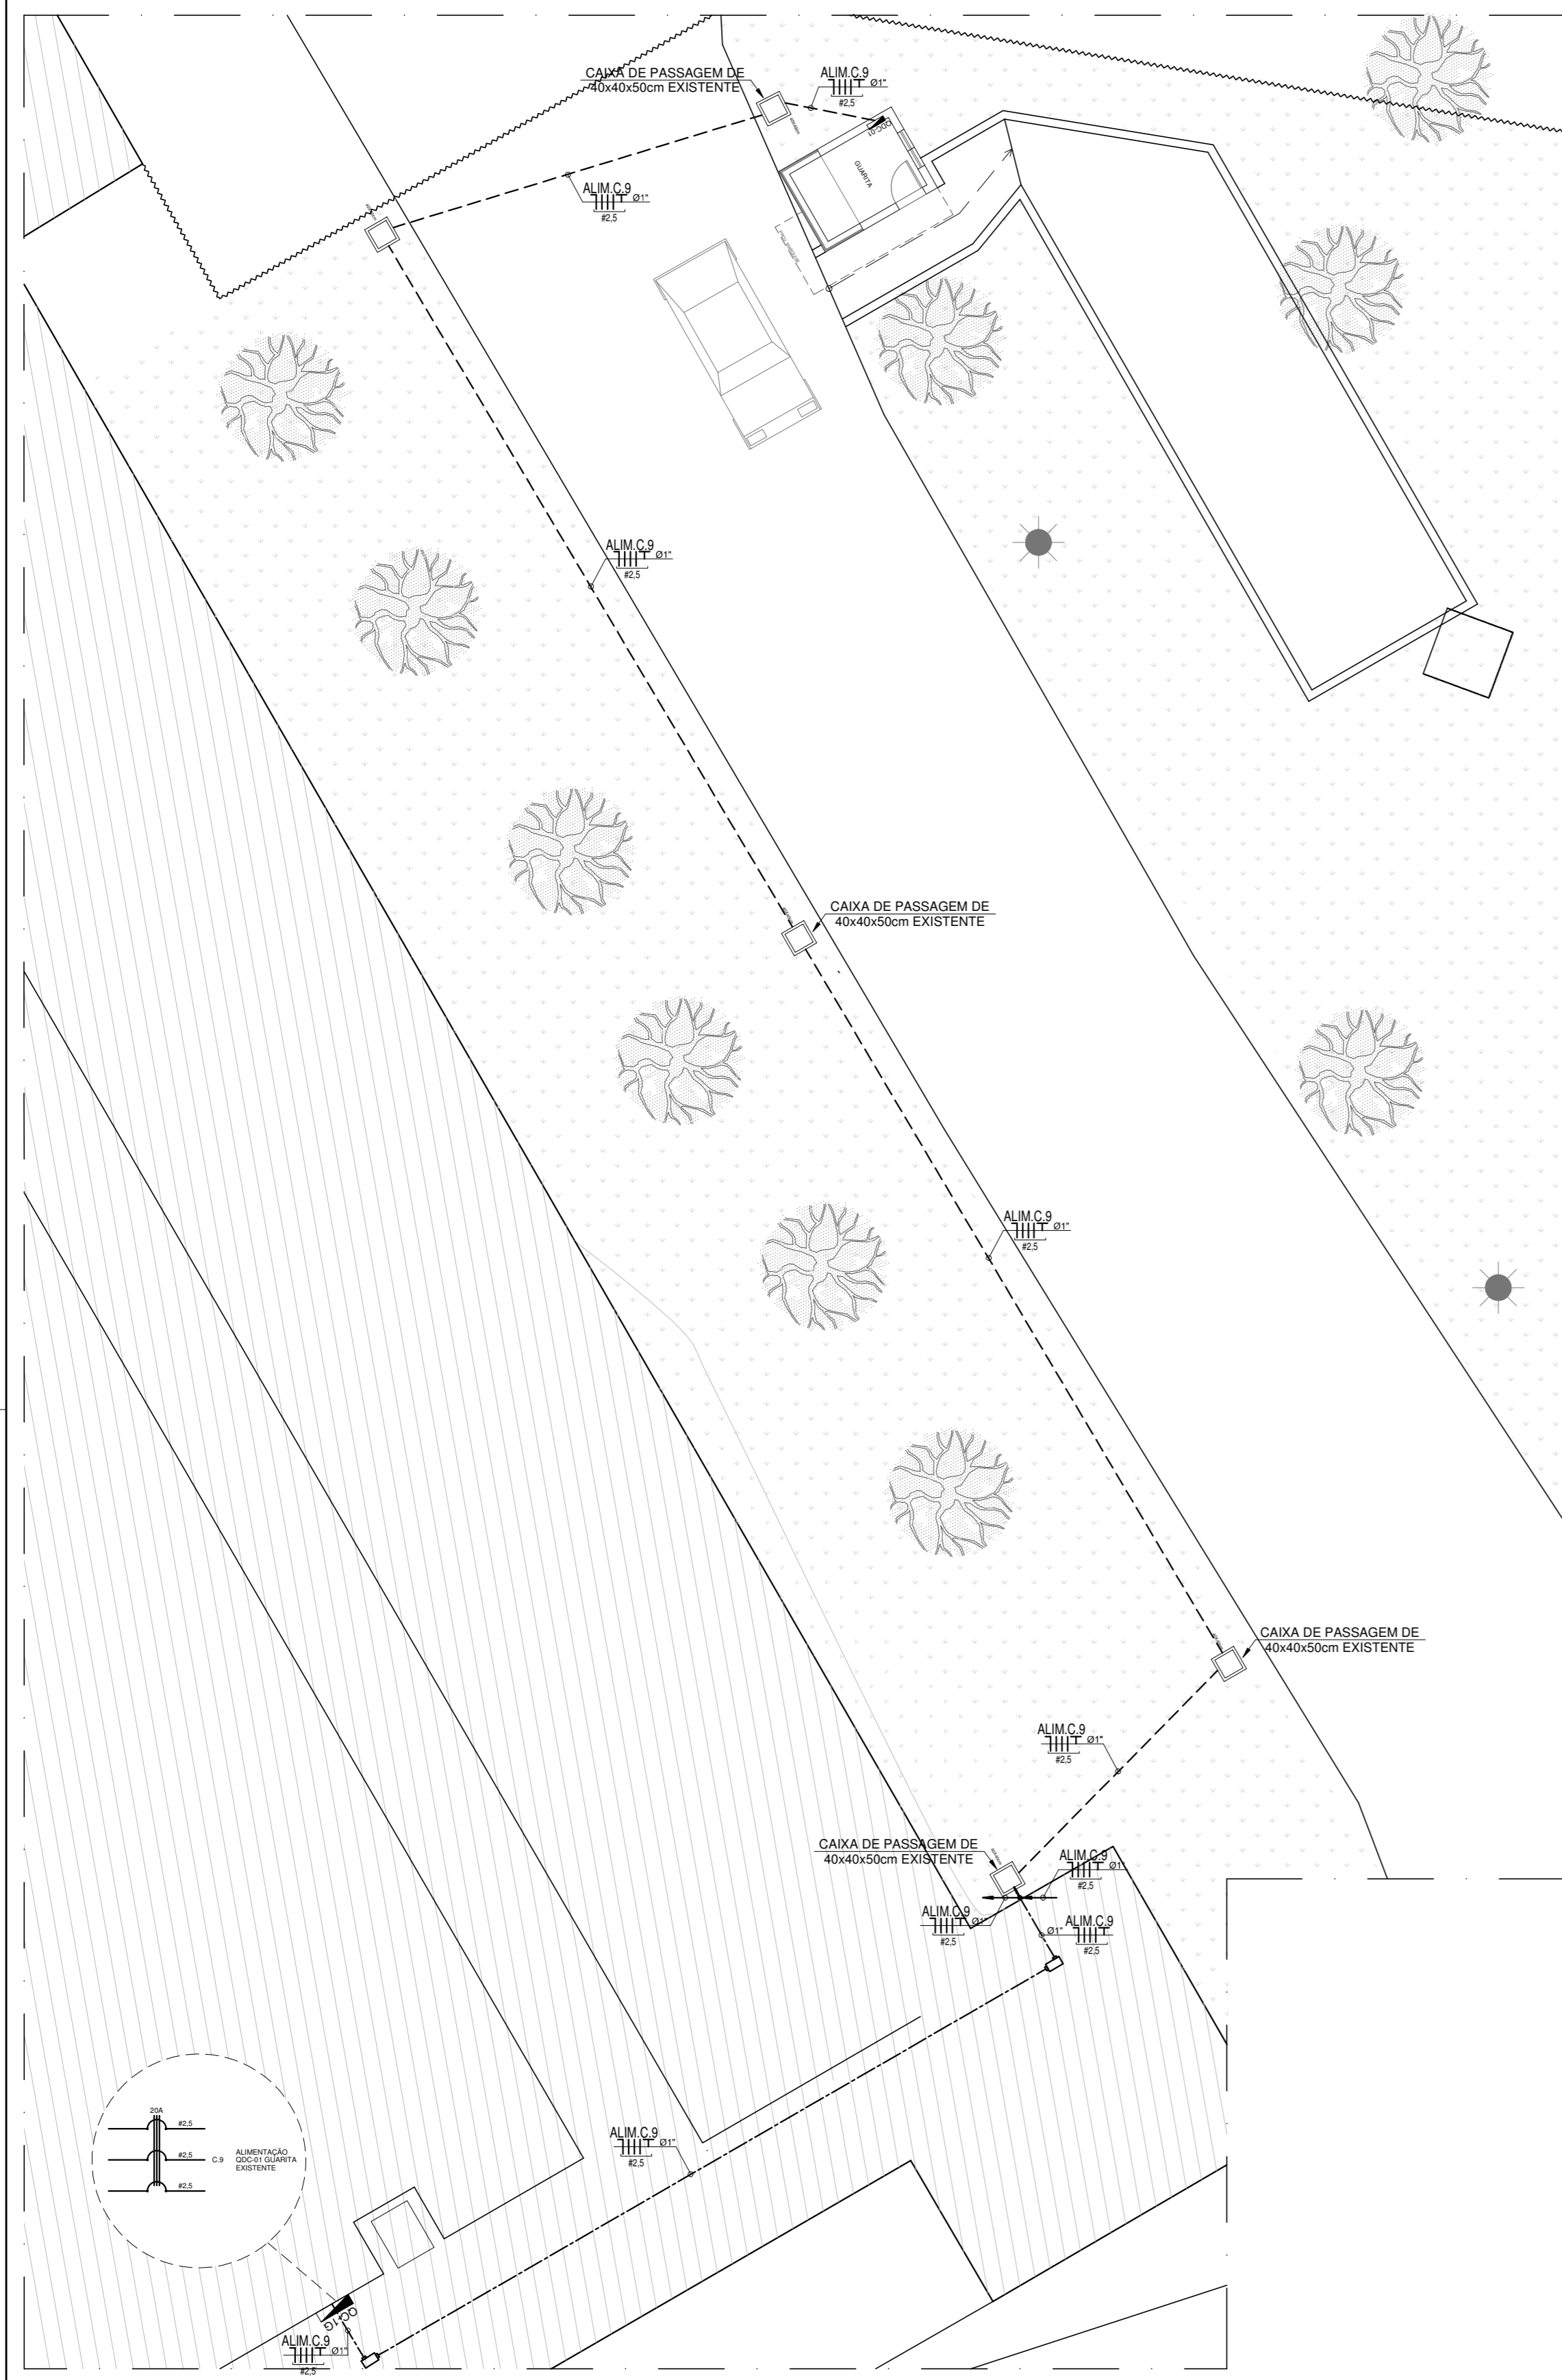 CAIXA DE PASSAGEM DE
40x40x50cm EXISTENTE
ALIM.C.9
Ø1"
#2,5
QDC-01
GUARITA
ALIM.C.9
Ø1"
#2,5
ALIM.C.9
Ø1"
#2,5
CAIXA DE PASSAGEM DE
40x40x50cm EXISTENTE
ALIM.C.9
Ø1"
#2,5
CAIXA DE PASSAGEM DE
40x40x50cm EXISTENTE
ALIM.C.9
Ø1"
#2,5
CAIXA DE PASSAGEM DE
40x40x50cm EXISTENTE
ALIM.C.9
Ø1"
#2,5
ALIM.C.9
Ø1"
#2,5
Ø1"
ALIM.C.9
#2,5
20A
#2,5
#2,5
C.9
ALIMENTAÇÃO
QDC-01 GUARITA
EXISTENTE
#2,5
ALIM.C.9
Ø1"
#2,5
QC-1G
ALIM.C.9
Ø1"
#2,5